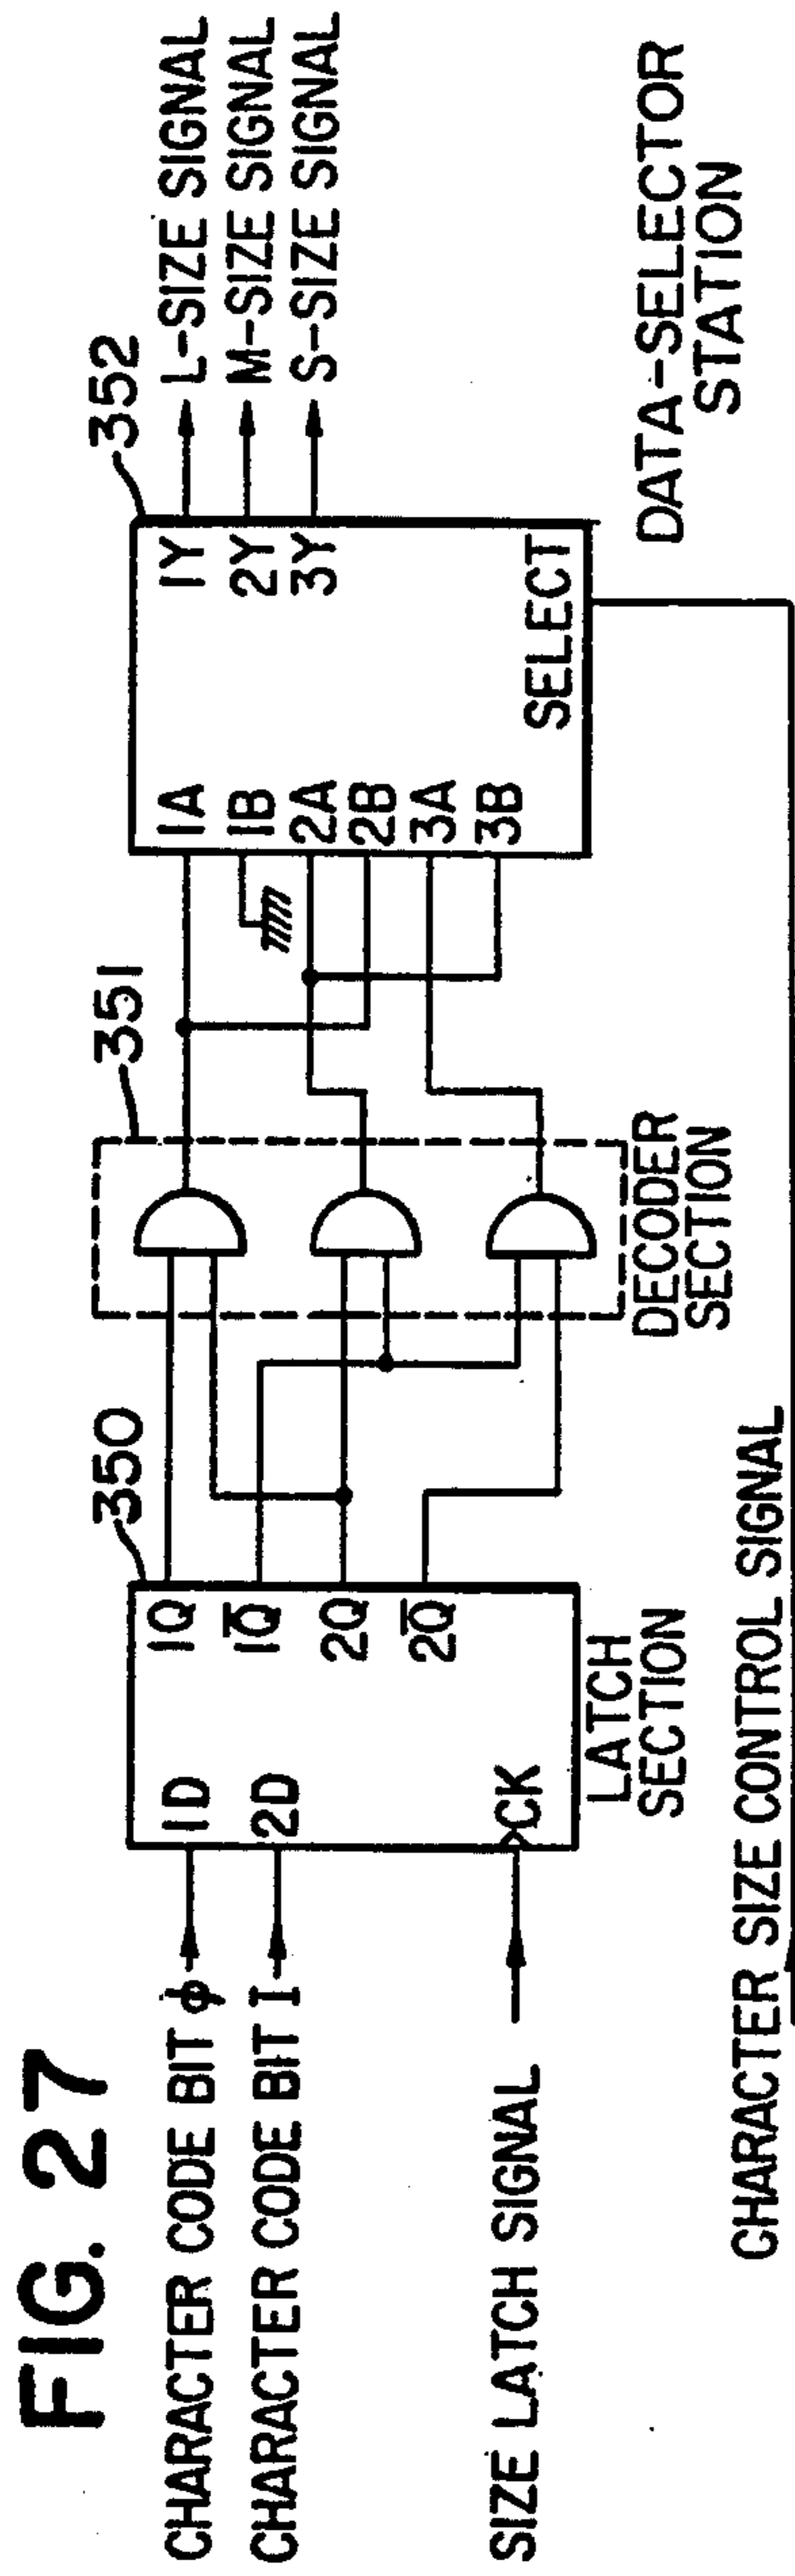 FIG. 27
CHARACTER CODE BIT ϕ
CHARACTER CODE BIT I
SIZE LATCH SIGNAL
350
1D
2D
CK
1Q
1Q̅
2Q
2Q̅
LATCH
SECTION
351
DECODER
SECTION
352
1A
1B
2A
2B
3A
3B
1Y
2Y
3Y
SELECT
L-SIZE SIGNAL
M-SIZE SIGNAL
S-SIZE SIGNAL
DATA-SELECTOR
STATION
CHARACTER SIZE CONTROL SIGNAL